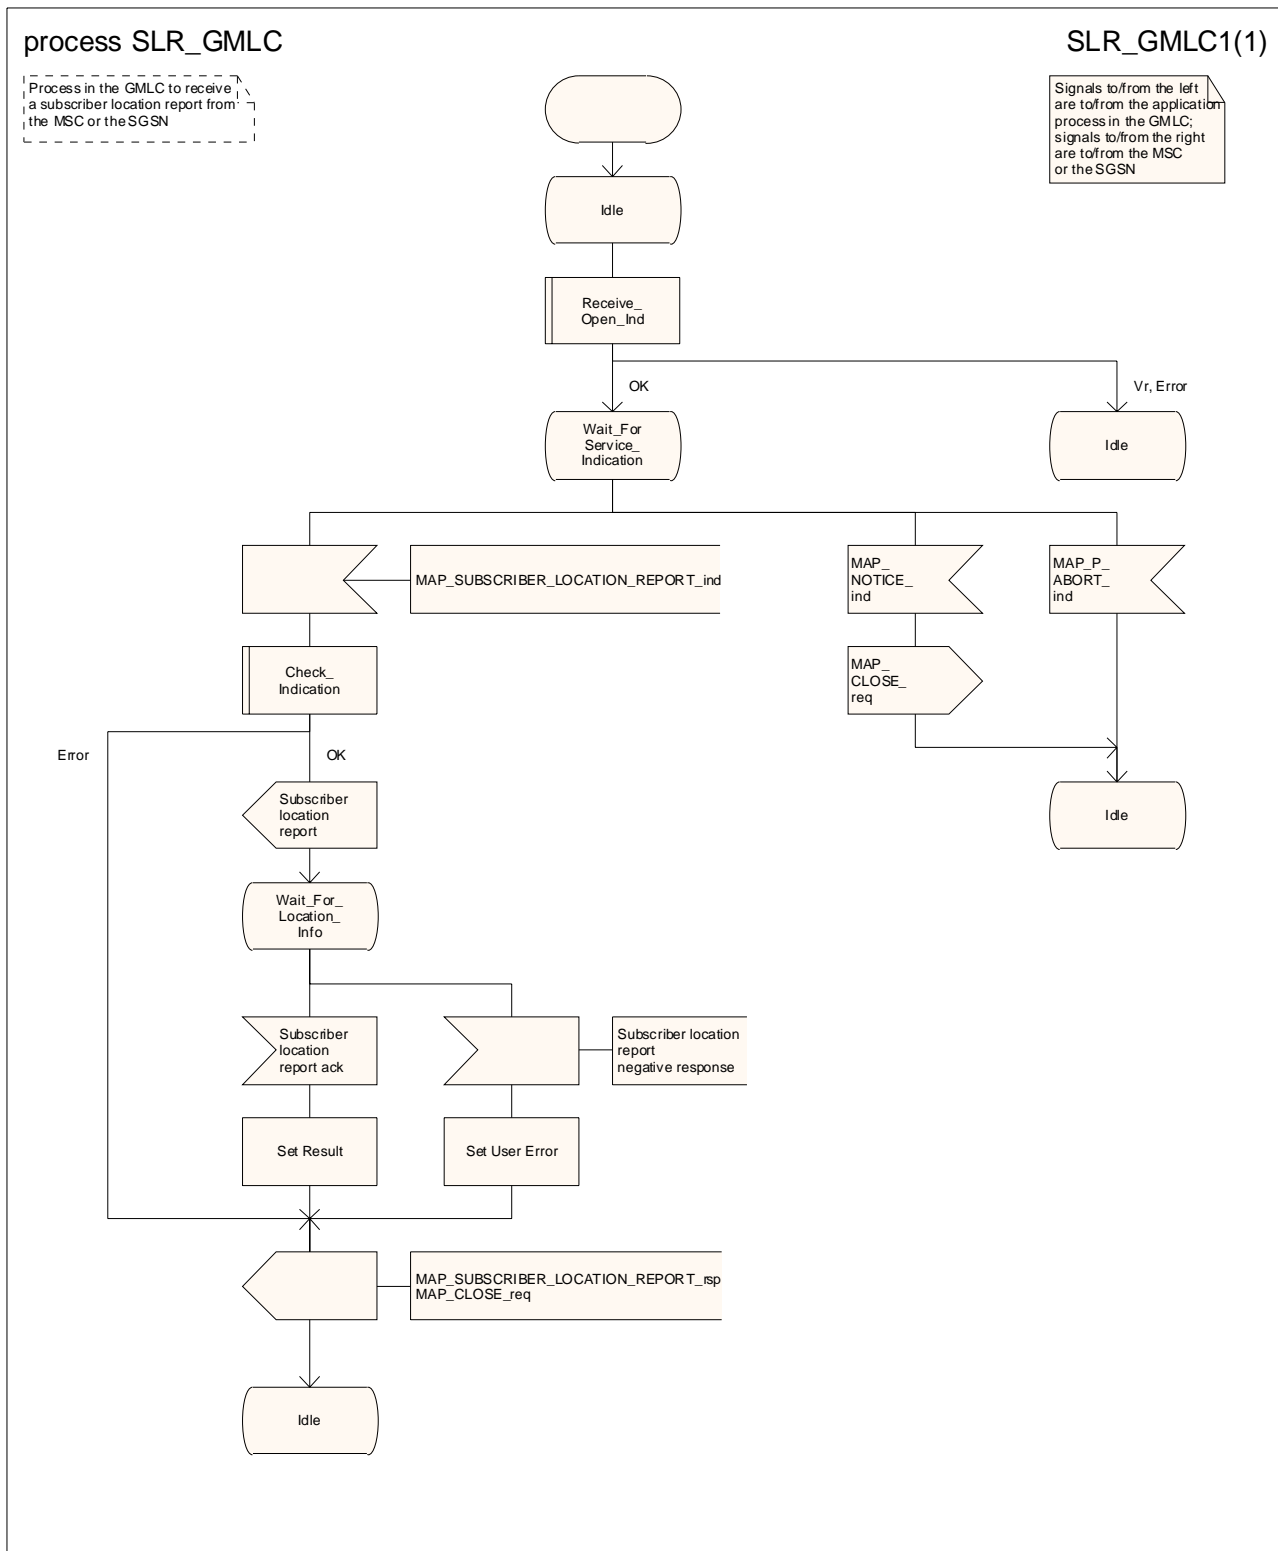 process SLR_GMLC
SLR_GMLC1(1)
Process in the GMLC to receive
a subscriber location report from
the MSC or the SGSN
Signals to/from the left
are to/from the application
process in the GMLC;
signals to/from the right
are to/from the MSC
or the SGSN
Idle
Receive_
Open_Ind
OK
Vr, Error
Wait_For
Service_
Indication
Idle
MAP_SUBSCRIBER_LOCATION_REPORT_ind
MAP_
NOTICE_
ind
MAP_P_
ABORT_
ind
Check_
Indication
MAP_
CLOSE_
req
Error
OK
Subscriber
location
report
Idle
Wait_For_
Location_
Info
Subscriber
location
report ack
Subscriber location
report
negative response
Set Result
Set User Error
MAP_SUBSCRIBER_LOCATION_REPORT_rsp
MAP_CLOSE_req
Idle